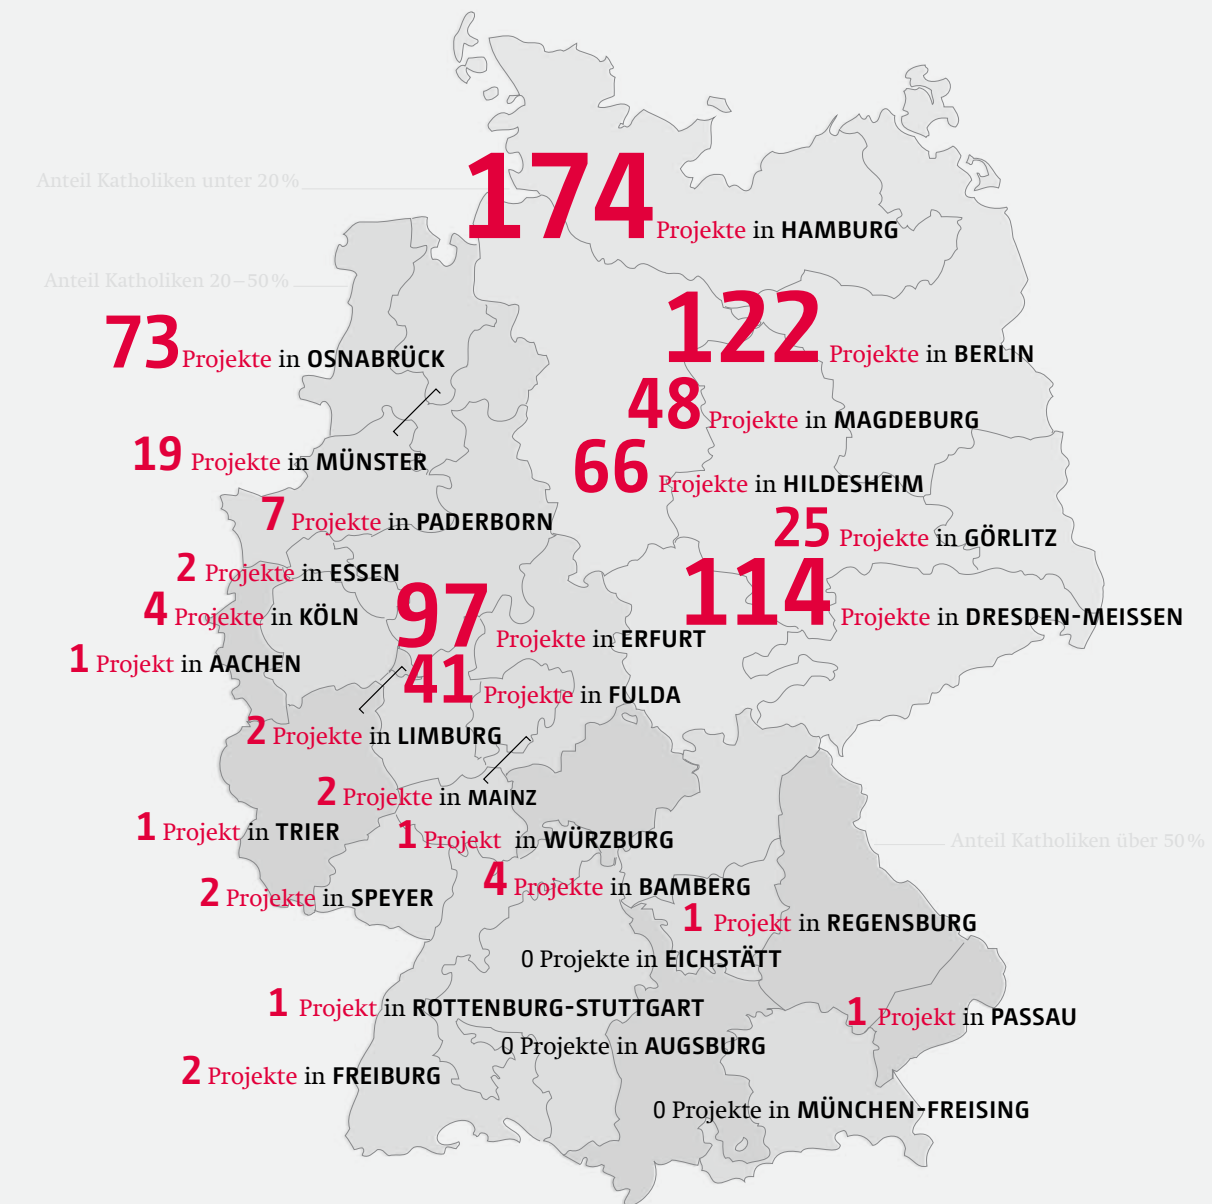 Anteil Katholiken unter 20 %
174 Projekte in HAMBURG
Anteil Katholiken 20–50 %
73 Projekte in OSNABRÜCK
122 Projekte in BERLIN
48 Projekte in MAGDEBURG
19 Projekte in MÜNSTER
66 Projekte in HILDESHEIM
7 Projekte in PADERBORN
25 Projekte in GÖRLITZ
2 Projekte in ESSEN
4 Projekte in KÖLN
97 Projekte in ERFURT
114 Projekte in DRESDEN-MEISSEN
1 Projekt in AACHEN
41 Projekte in FULDA
2 Projekte in LIMBURG
2 Projekte in MAINZ
1 Projekt in TRIER
1 Projekt in WÜRZBURG
Anteil Katholiken über 50 %
2 Projekte in SPEYER
4 Projekte in BAMBERG
1 Projekt in REGENSBURG
0 Projekte in EICHSTÄTT
1 Projekt in ROTTENBURG-STUTTGART
1 Projekt in PASSAU
0 Projekte in AUGSBURG
2 Projekte in FREIBURG
0 Projekte in MÜNCHEN-FREISING